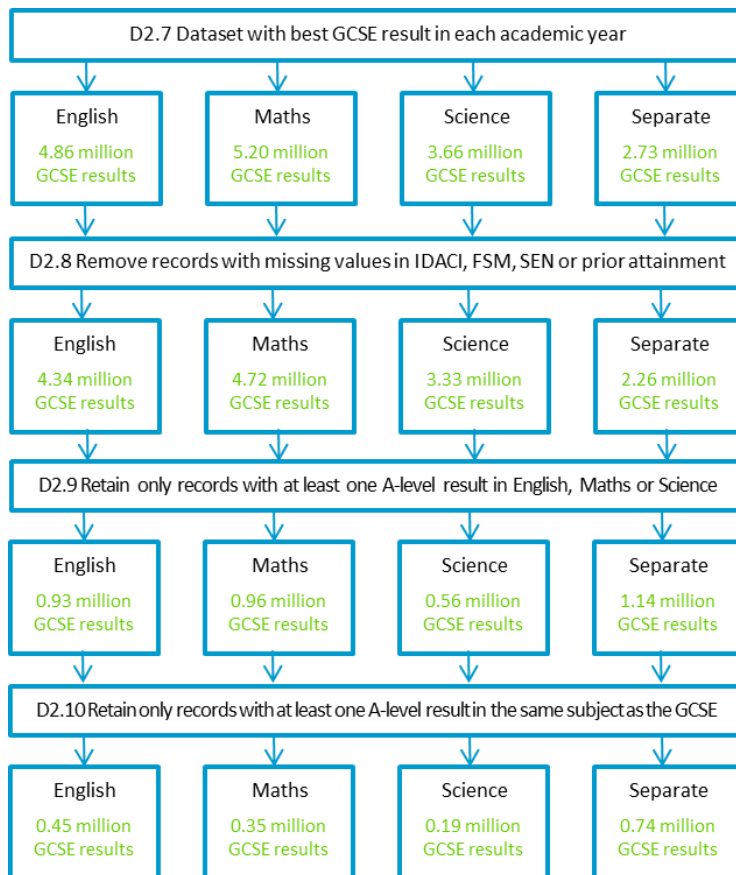 D2.7 Dataset with best GCSE result in each academic year
English
4.86 million
GCSE results
Maths
5.20 million
GCSE results
Science
3.66 million
GCSE results
Separate
2.73 million
GCSE results
D2.8 Remove records with missing values in IDACI, FSM, SEN or prior attainment
English
4.34 million
GCSE results
Maths
4.72 million
GCSE results
Science
3.33 million
GCSE results
Separate
2.26 million
GCSE results
D2.9 Retain only records with at least one A-level result in English, Maths or Science
English
0.93 million
GCSE results
Maths
0.96 million
GCSE results
Science
0.56 million
GCSE results
Separate
1.14 million
GCSE results
D2.10 Retain only records with at least one A-level result in the same subject as the GCSE
English
0.45 million
GCSE results
Maths
0.35 million
GCSE results
Science
0.19 million
GCSE results
Separate
0.74 million
GCSE results